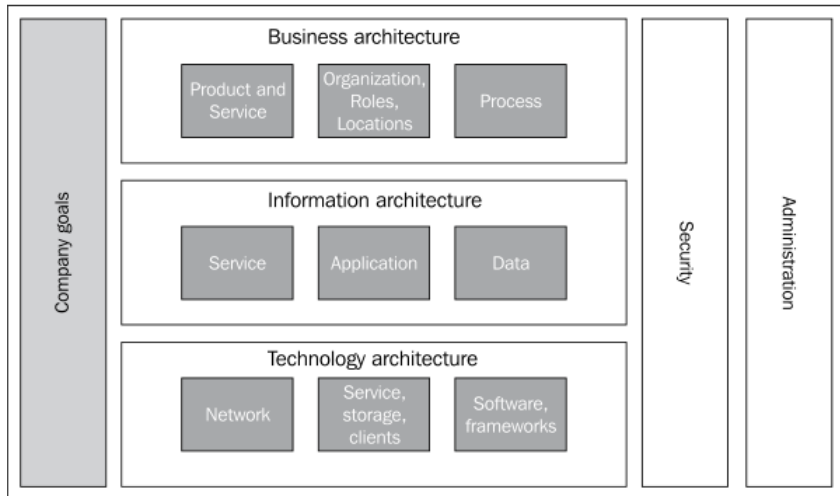 Company goals
Business architecture
Product and
Service
Organization,
Roles,
Locations
Process
Information architecture
Service
Application
Data
Technology architecture
Network
Service,
storage,
clients
Software,
frameworks
Security
Administration